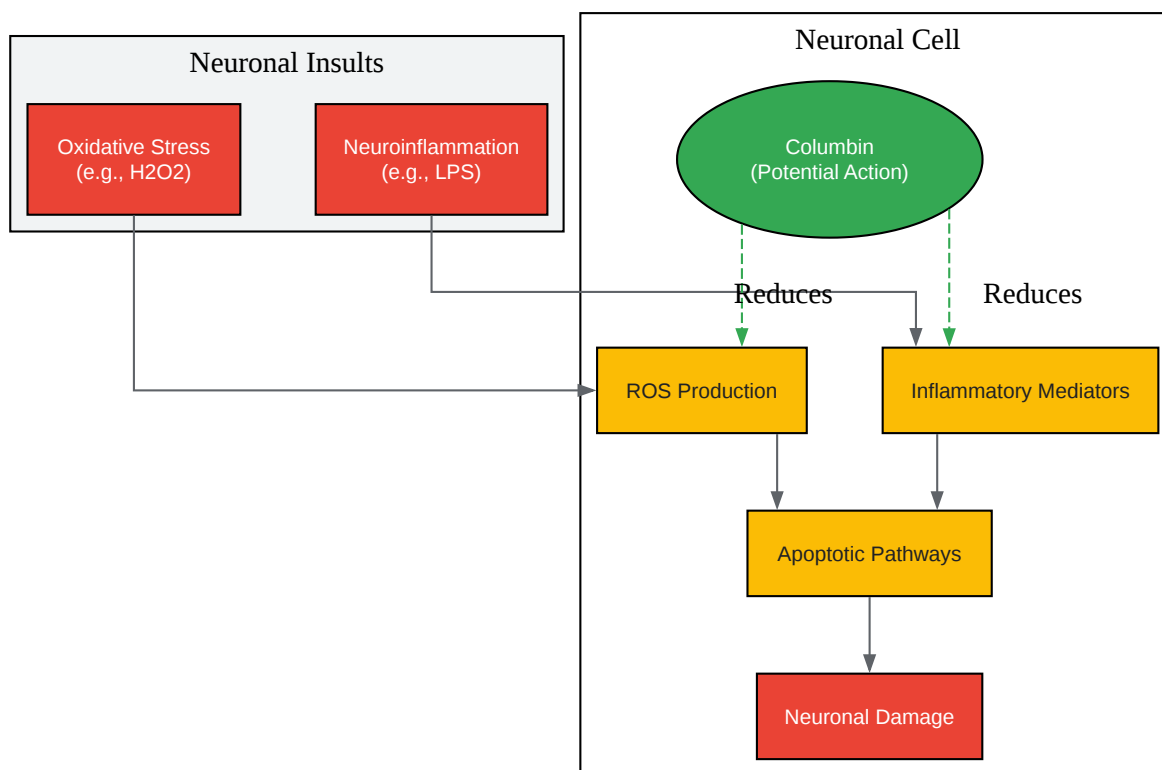 Neuronal Insults
Oxidative Stress
(e.g., H2O2)
Neuroinflammation
(e.g., LPS)
Neuronal Cell
Columbin
(Potential Action)
Reduces
Reduces
ROS Production
Inflammatory Mediators
Apoptotic Pathways
Neuronal Damage